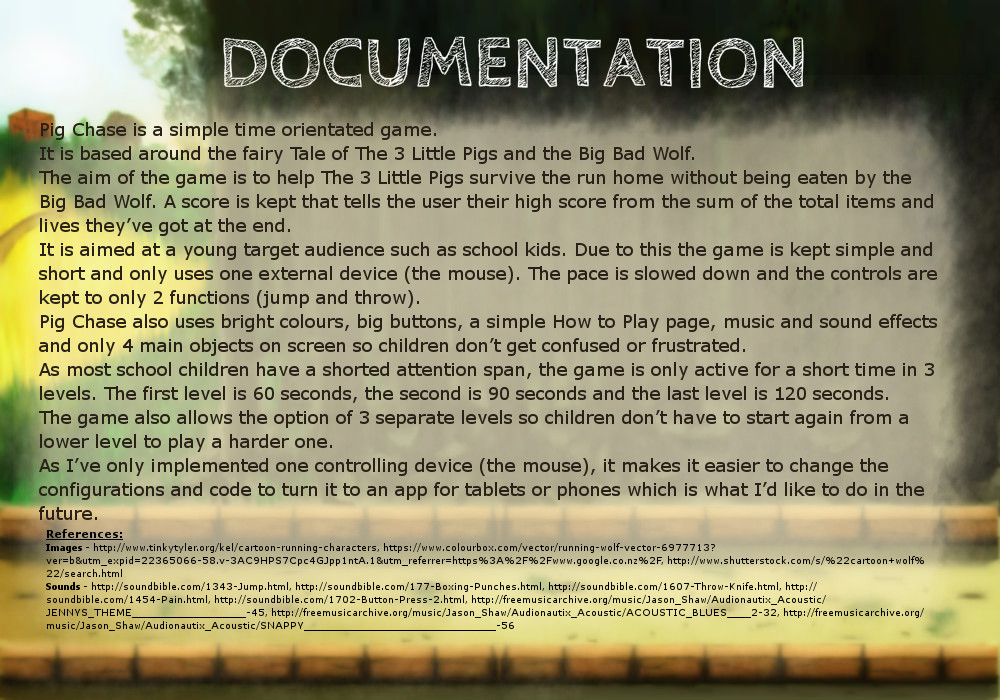 DOCUMENTATION
Pig Chase is a simple time orientated game.
It is based around the fairy Tale of The 3 Little Pigs and the Big Bad Wolf.
The aim of the game is to help The 3 Little Pigs survive the run home without being eaten by the
Big Bad Wolf. A score is kept that tells the user their high score from the sum of the total items and
lives they've got at the end.
It is aimed at a young target audience such as school kids. Due to this the game is kept simple and
short and only uses one external device (the mouse). The pace is slowed down and the controls are
kept to only 2 functions (jump and throw).
Pig Chase also uses bright colours, big buttons, a simple How to Play page, music and sound effects
and only 4 main objects on screen so children don't get confused or frustrated.
As most school children have a shorted attention span, the game is only active for a short time in 3
levels. The first level is 60 seconds, the second is 90 seconds and the last level is 120 seconds.
The game also allows the option of 3 separate levels so children don't have to start again from a
lower level to play a harder one.
As I've only implemented one controlling device (the mouse), it makes it easier to change the
configurations and code to turn it to an app for tablets or phones which is what I'd like to do in the
future.
References:
Images - http://www.tinkytyler.org/kel/cartoon-running-characters, https://www.colourbox.com/vector/running-wolf-vector-6977713?
ver=b&utm_expid=22365066-58.v-3AC9HPS7Cpc4GJpp1ntA.1&utm_referrer=https%3A%2F%2Fwww.google.co.nz%2F, http://www.shutterstock.com/s/%22cartoon+wolf%
22/search.html
Sounds - http://soundbible.com/1343-Jump.html, http://soundbible.com/177-Boxing-Punches.html, http://soundbible.com/1607-Throw-Knife.html, http://
soundbible.com/1454-Pain.html, http://soundbible.com/1702-Button-Press-2.html, http://freemusicarchive.org/music/Jason_Shaw/Audionautix_Acoustic/
JENNYS_THEME___________________-45, http://freemusicarchive.org/music/Jason_Shaw/Audionautix_Acoustic/ACOUSTIC_BLUES____2-32, http://freemusicarchive.org/
music/Jason_Shaw/Audionautix_Acoustic/SNAPPY________________________________-56